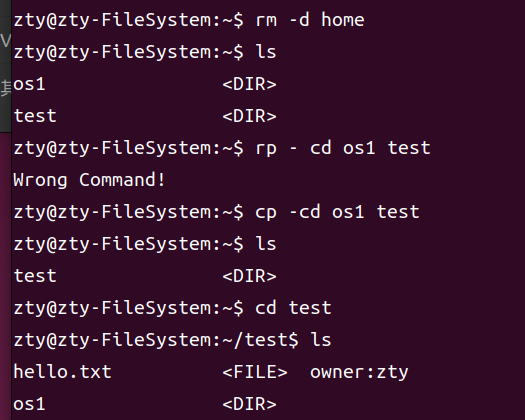 zty@zty-FileSystem:~$ rm -d home
zty@zty-FileSystem:~$ ls
os1 <DIR>
test <DIR>
zty@zty-FileSystem:~$ rp - cd os1 test
Wrong Command!
zty@zty-FileSystem:~$ cp -cd os1 test
zty@zty-FileSystem:~$ ls
test <DIR>
zty@zty-FileSystem:~$ cd test
zty@zty-FileSystem:~/test$ ls
hello.txt <FILE> owner:zty
os1 <DIR>